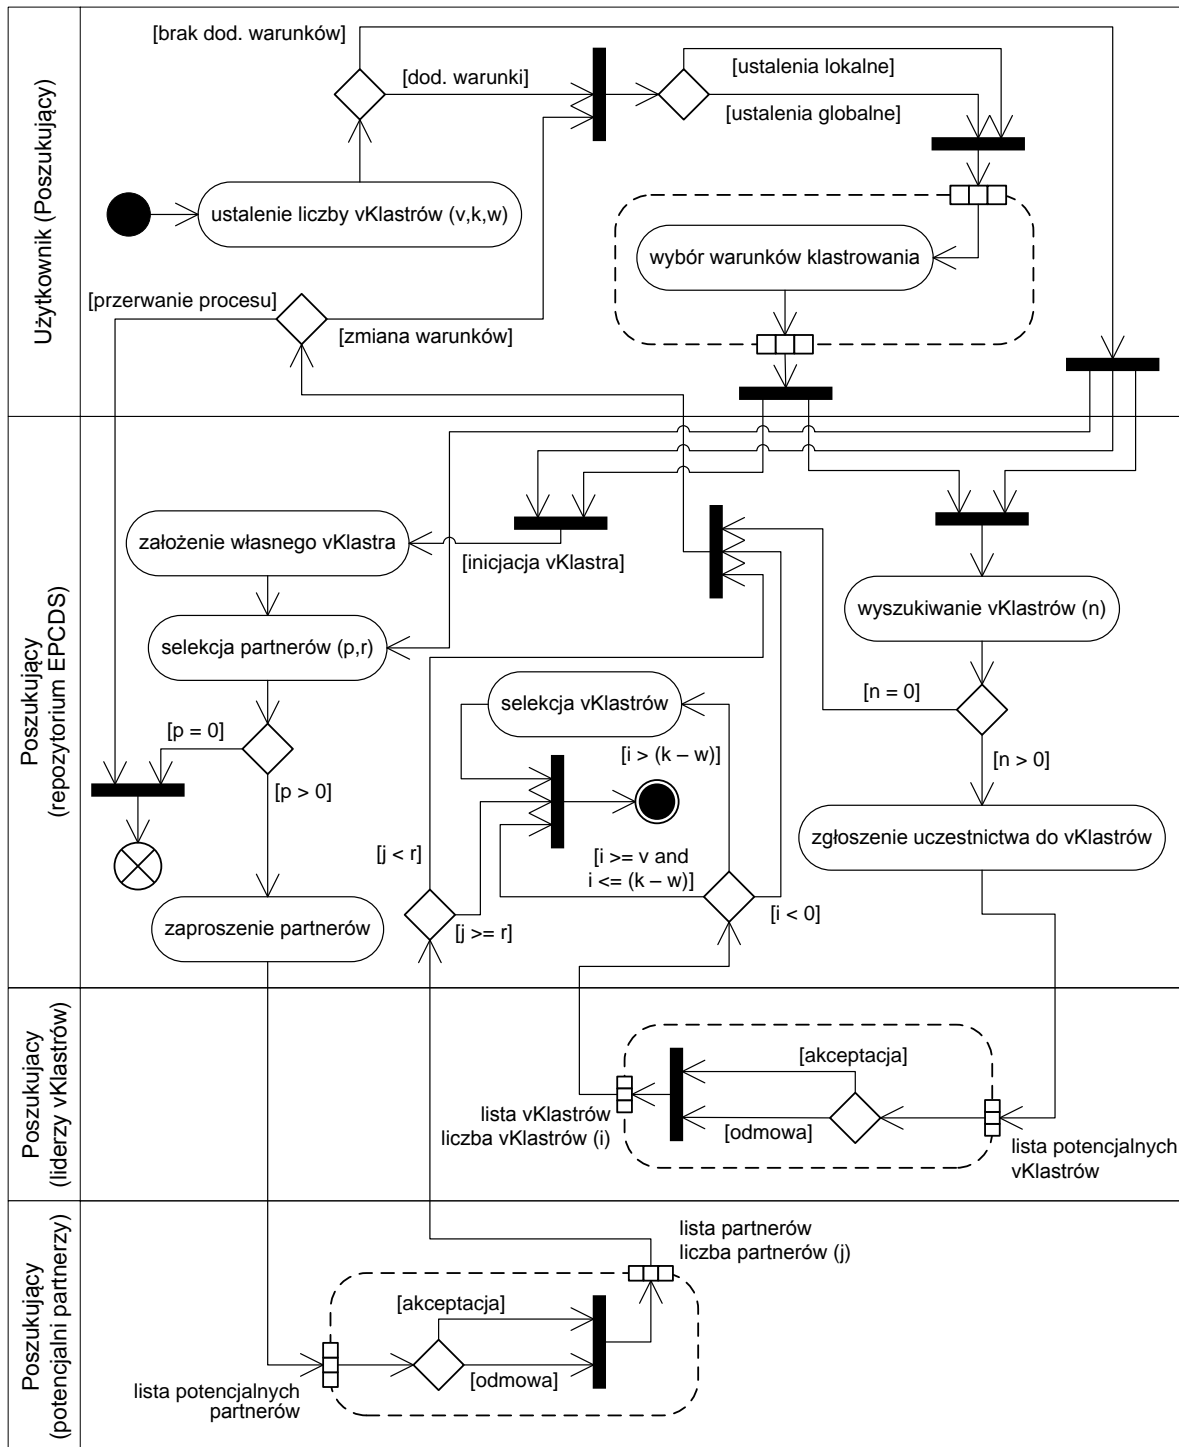 Użytkownik (Poszukujący)
[brak dod. warunków]
[dod. warunki]
[ustalenia lokalne]
[ustalenia globalne]
ustalenie liczby vKlastrów (v,k,w)
wybór warunków klastrowania
[przerwanie procesu]
[zmiana warunków]
Poszukujący
(repozytorium EPCDS)
założenie własnego vKlastra
[inicjacja vKlastra]
wyszukiwanie vKlastrów (n)
selekcja partnerów (p,r)
[n = 0]
selekcja vKlastrów
[p = 0]
[i > (k – w)]
[n > 0]
[p > 0]
zgłoszenie uczestnictwa do vKlastrów
[j < r]
[i >= v and
i <= (k – w)]
[i < 0]
zaproszenie partnerów
[j >= r]
Poszukujacy
(liderzy vKlastrów)
[akceptacja]
lista vKlastrów
liczba vKlastrów (i)
[odmowa]
lista potencjalnych
vKlastrów
Poszukujący
(potencjalni partnerzy)
lista partnerów
liczba partnerów (j)
[akceptacja]
[odmowa]
lista potencjalnych
partnerów